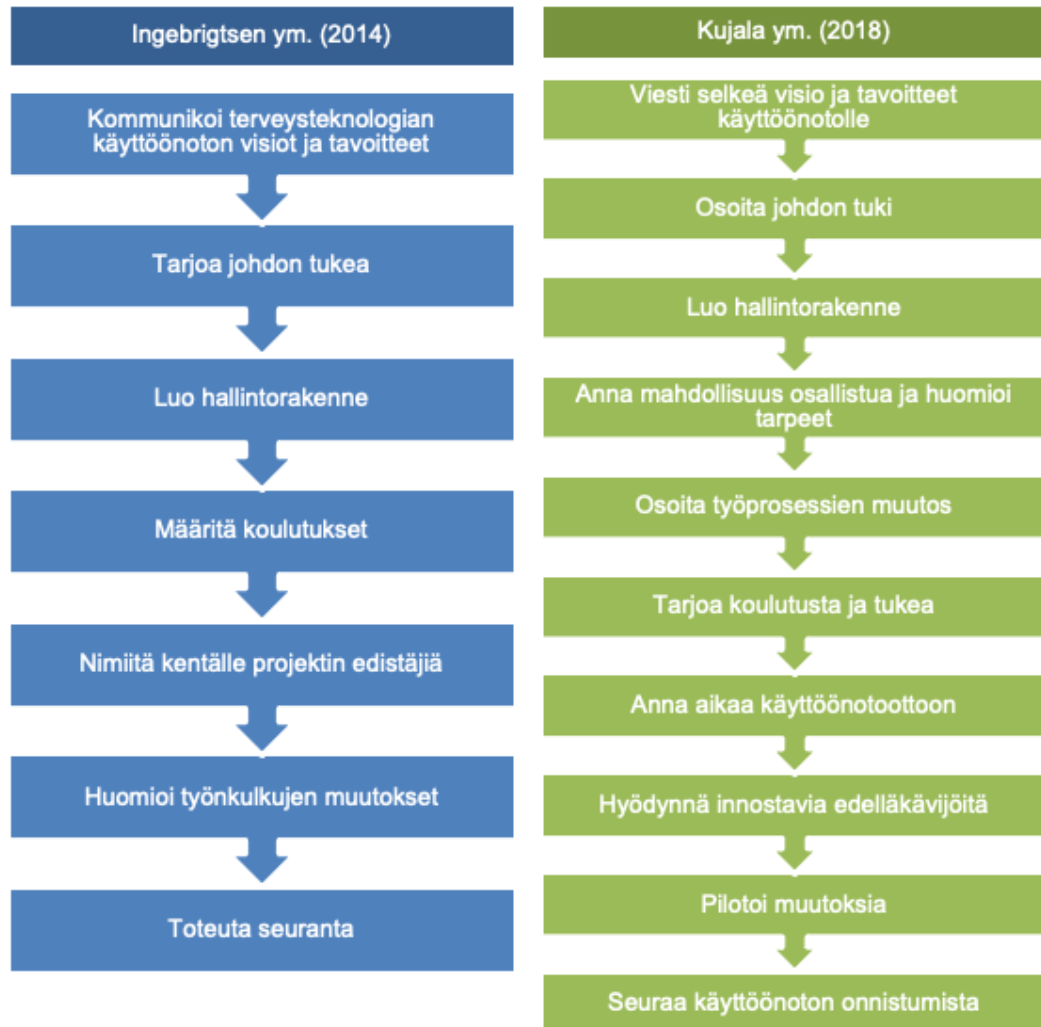 Ingebrigtsen ym. (2014)
Kommunikoi terveysteknologian
käyttöönoton visiot ja tavoitteet
Tarjoa johdon tukea
Luo hallintorakenne
Määritä koulutukset
Nimiitä kentälle projektin edistäjiä
Huomioi työnkulkujen muutokset
Toteuta seuranta
Kujala ym. (2018)
Viesti selkeä visio ja tavoitteet
käyttöönotolle
Osoita johdon tuki
Luo hallintorakenne
Anna mahdollisuus osallistua ja huomioi
tarpeet
Osoita työprosessien muutos
Tarjoa koulutusta ja tukea
Anna aikaa käyttöönotoottoon
Hyödynnä innostavia edelläkävijöitä
Pilotoi muutoksia
Seuraa käyttöönoton onnistumista